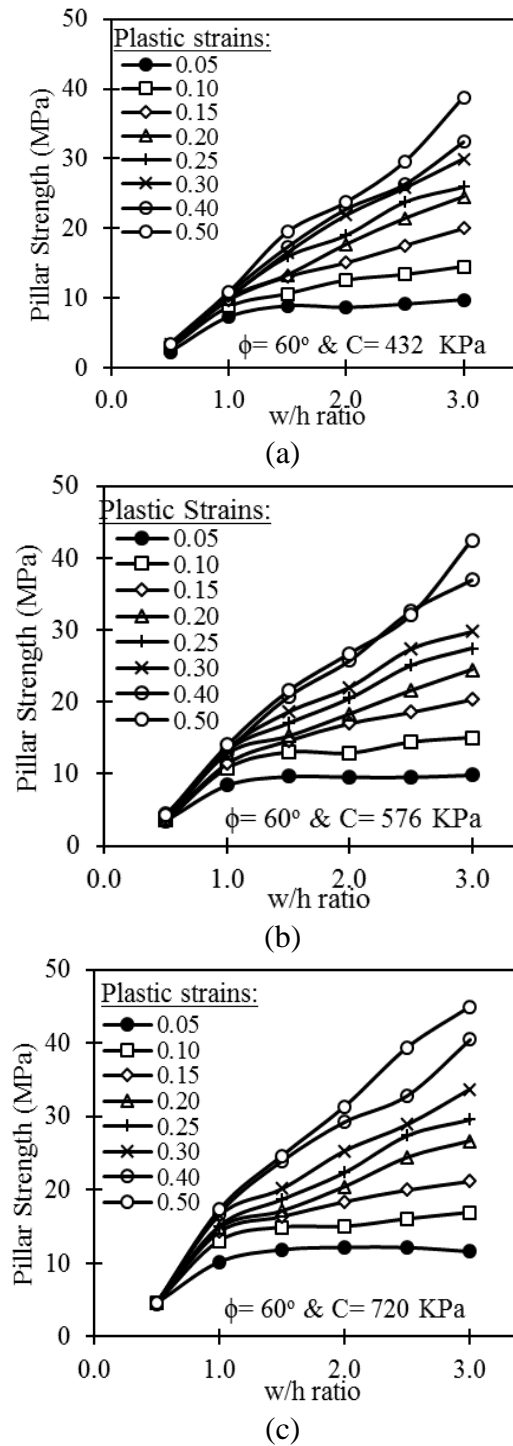 50
Plastic strains:
0.05
0.10
0.15
0.20
0.25
0.30
0.40
0.50
40
30
20
10
0
Pillar Strength (MPa)
ϕ= 60° & C= 432 KPa
0.0 1.0 2.0 3.0
w/h ratio
(a)
50
Plastic Strains:
0.05
0.10
0.15
0.20
0.25
0.30
0.40
0.50
40
30
20
10
0
Pillar Strength (MPa)
ϕ= 60° & C= 576 KPa
0.0 1.0 2.0 3.0
w/h ratio
(b)
50
Plastic strains:
0.05
0.10
0.15
0.20
0.25
0.30
0.40
0.50
40
30
20
10
0
Pillar Strength (MPa)
ϕ= 60° & C= 720 KPa
0.0 1.0 2.0 3.0
w/h ratio
(c)